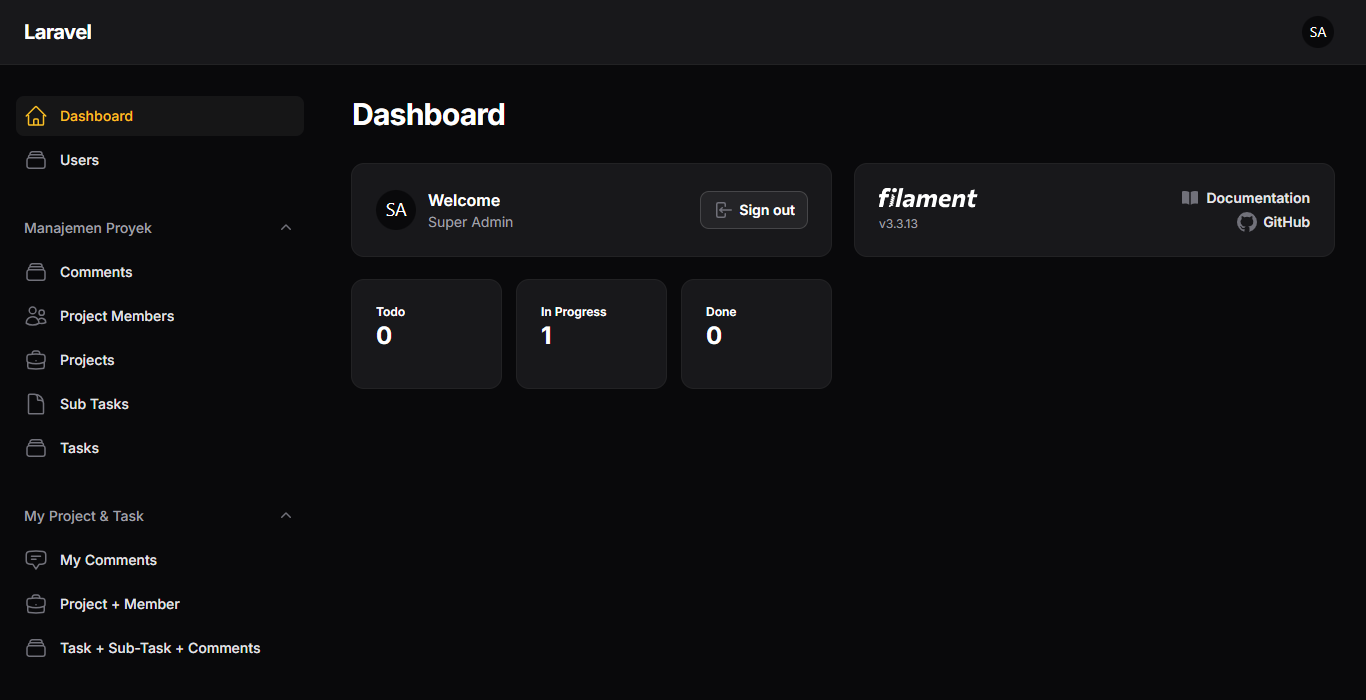 Laravel
SA
Dashboard
Users
Manajemen Proyek
Comments
Project Members
Projects
Sub Tasks
Tasks
My Project & Task
My Comments
Project + Member
Task + Sub-Task + Comments
Dashboard
SA
Welcome
Super Admin
Sign out
filament
v3.3.13
Documentation
GitHub
Todo
0
In Progress
1
Done
0